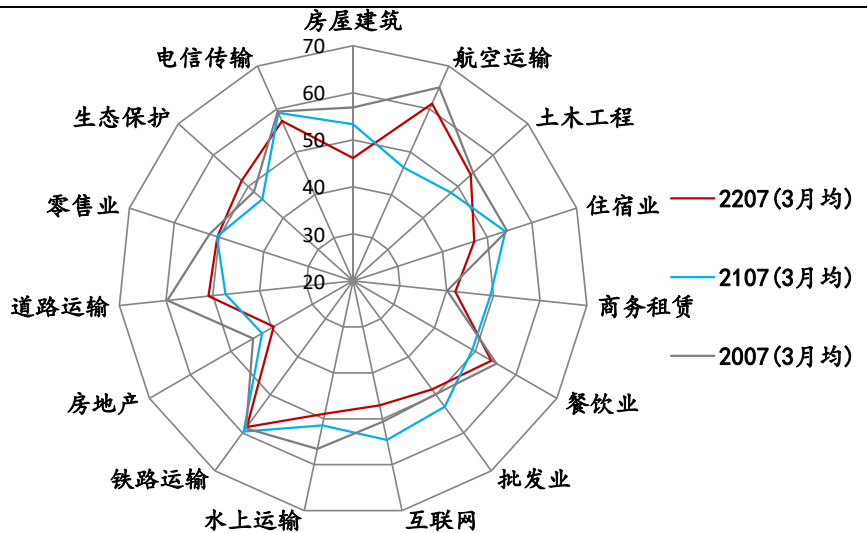 房屋建筑
航空运输
土木工程
住宿业
商务租赁
餐饮业
批发业
互联网
水上运输
铁路运输
房地产
道路运输
零售业
生态保护
电信传输
70
60
50
40
30
20
2207(3月均)
2107(3月均)
2007(3月均)